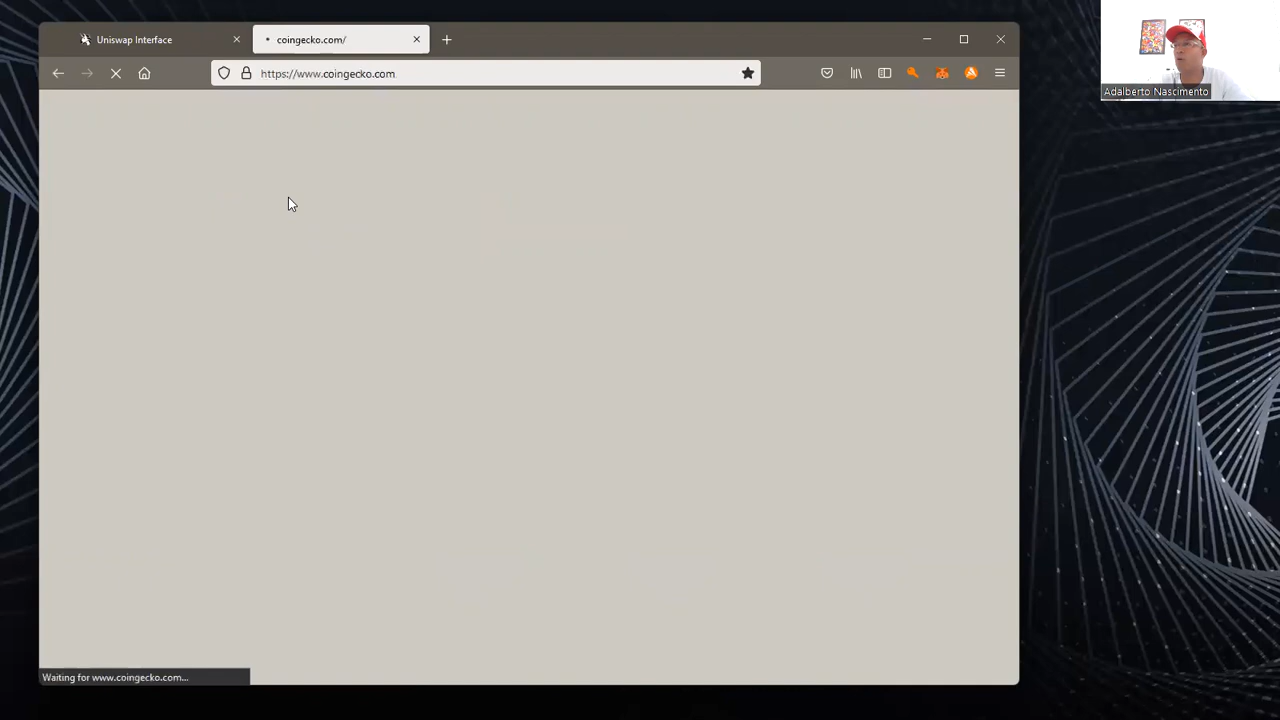 Uniswap Interface
coingecko.com/
https://www.coingecko.com
Adalberto Nascimento
Waiting for www.coingecko.com...